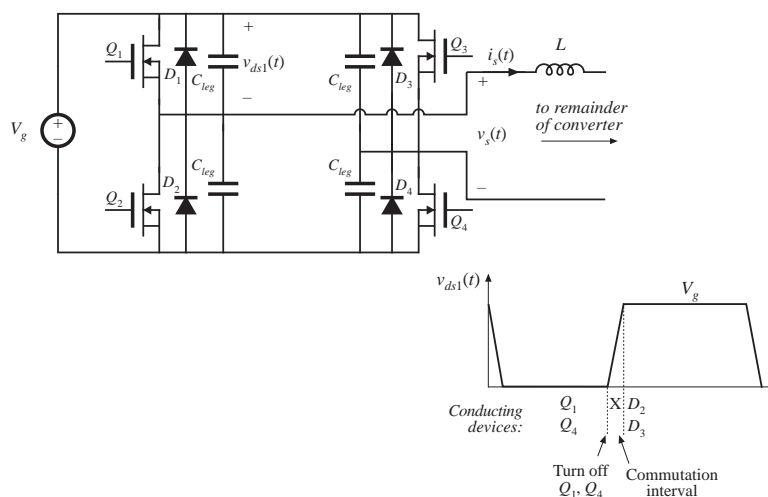 +
Q1
D1
Cleg
vds1(t)
–
Cleg
D3
Q3
is(t)
L
+
to remainder
of converter
vs(t)
–
Vg
+
–
Q2
D2
Cleg
Cleg
D4
Q4
vds1(t)
Vg
t
Conducting
devices:
Q1
Q4
X
D2
D3
Turn off
Q1, Q4
Commutation
interval